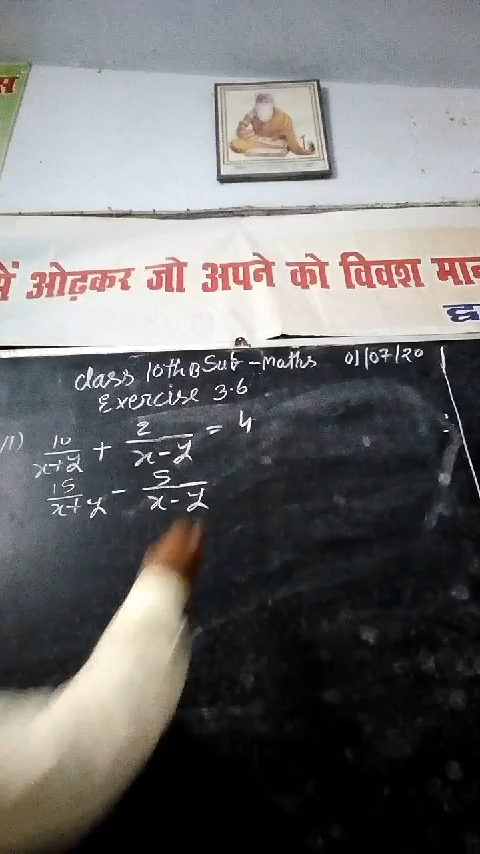 स
में ओढ़कर जो अपने को विवश मान
class 10th B Sub - Maths 01/07/20
Exercise 3.6
10/x+y + 2/x-y = 4
15/x+y - 5/x-y